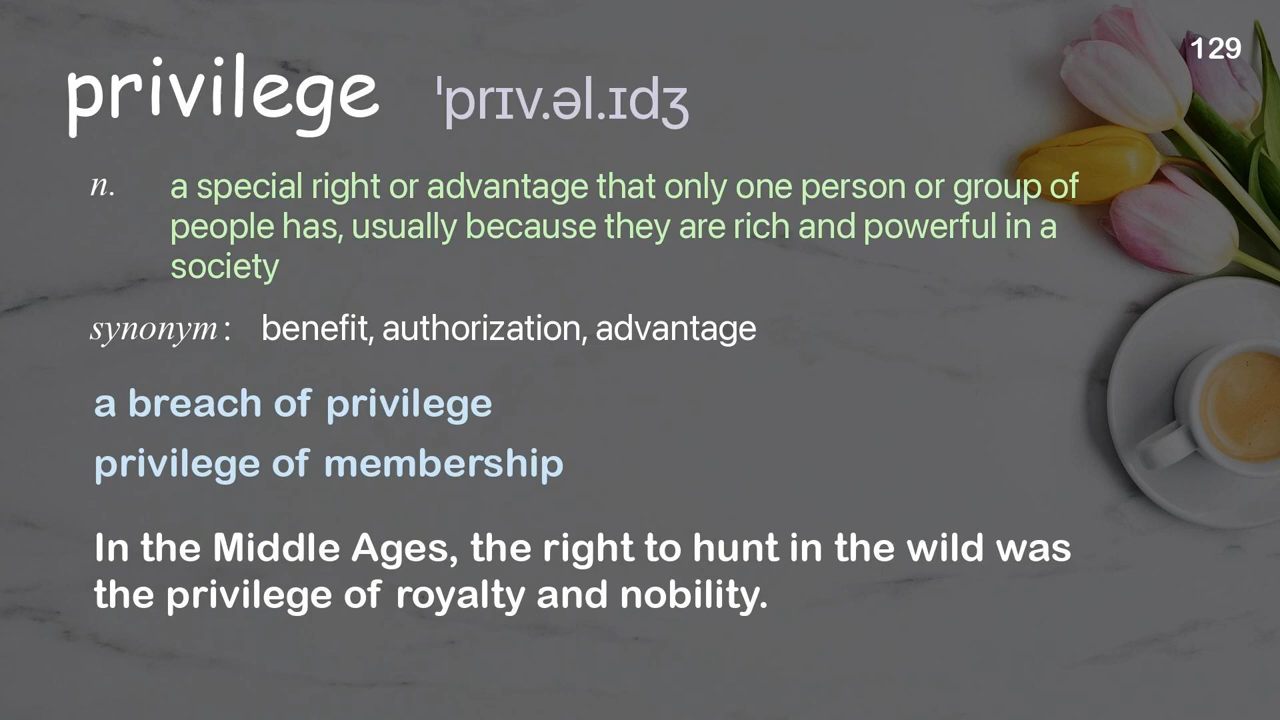 129
privilege ˈprɪv.əl.ɪdʒ
n. a special right or advantage that only one person or group of
people has, usually because they are rich and powerful in a
society
synonym: benefit, authorization, advantage
a breach of privilege
privilege of membership
In the Middle Ages, the right to hunt in the wild was
the privilege of royalty and nobility.